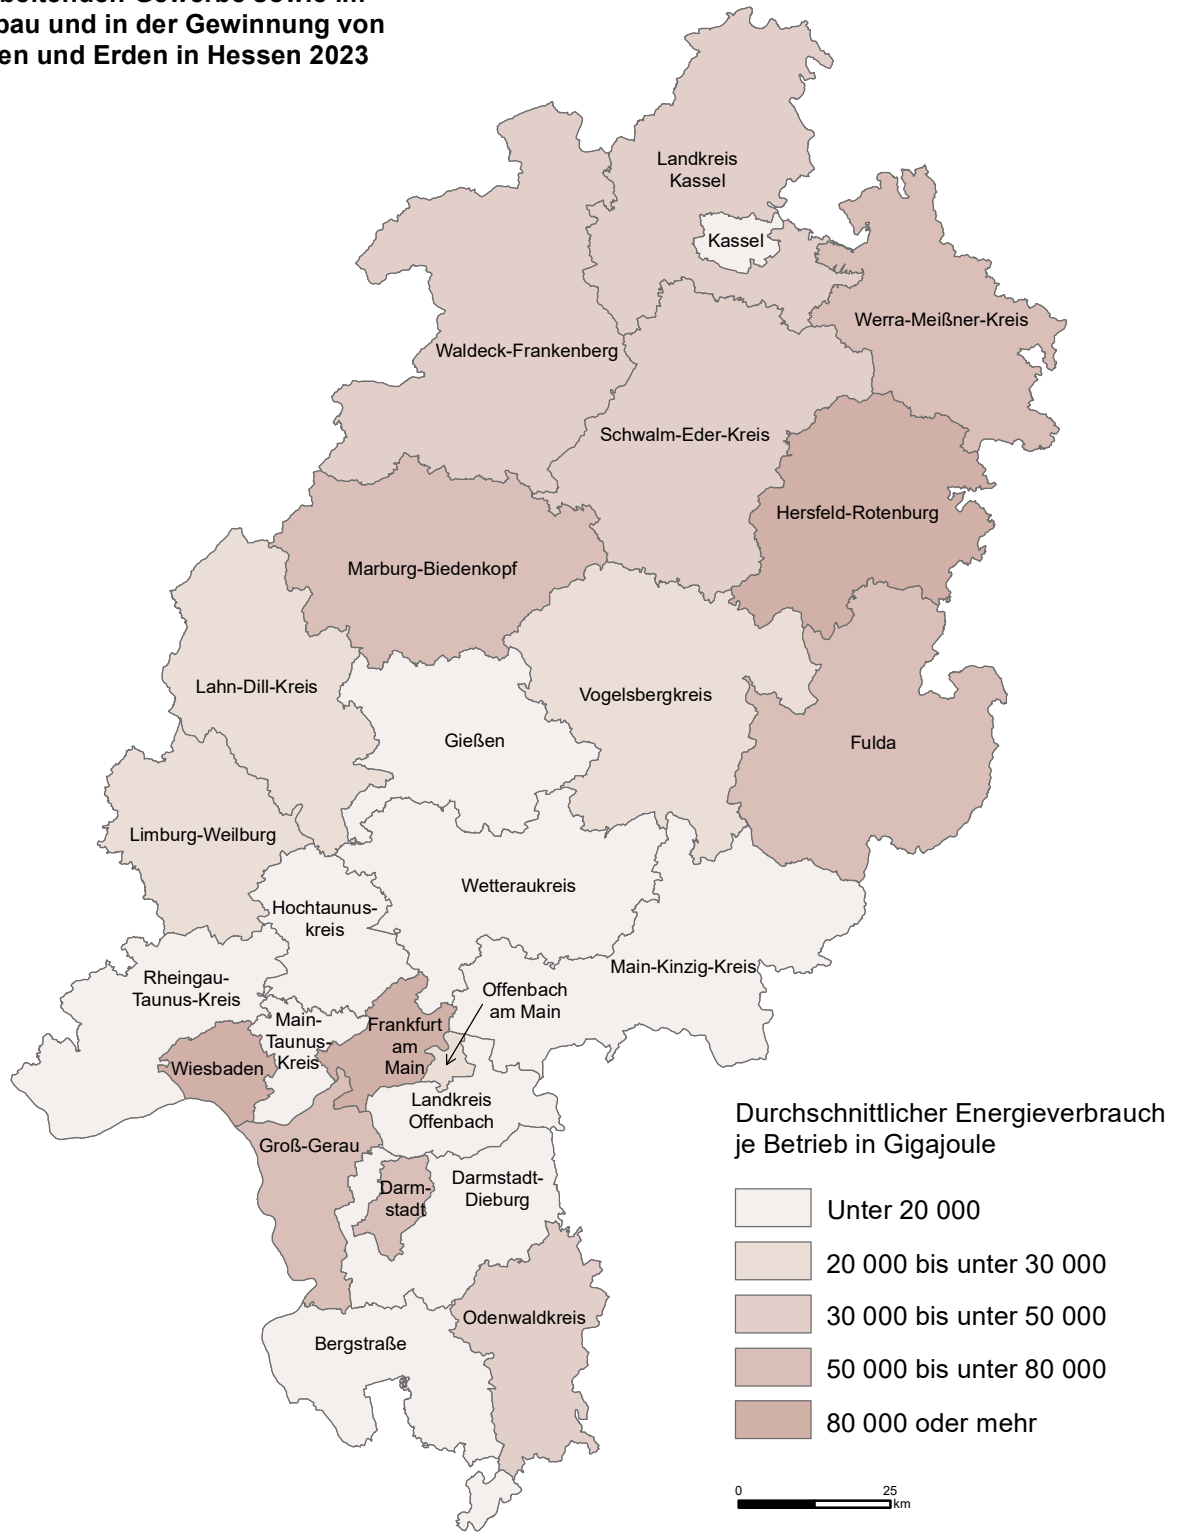 pau und in der Gewinnung von
en und Erden in Hessen 2023
Landkreis
Kassel
Kassel
Werra-Meißner-Kreis
Waldeck-Frankenberg
Schwalm-Eder-Kreis
Hersfeld-Rotenburg
Marburg-Biedenkopf
Lahn-Dill-Kreis
Vogelsbergkreis
Gießen
Fulda
Limburg-Weilburg
Wetteraukreis
Hochtaunus-
kreis
Main-Kinzig-Kreis
Rheingau-
Taunus-Kreis
Offenbach
am Main
Main-
Taunus-
Kreis
Frankfurt
am
Main
Wiesbaden
Landkreis
Offenbach
Groß-Gerau
Darm-
stadt
Darmstadt-
Dieburg
Odenwaldkreis
Bergstraße
Durchschnittlicher Energieverbrauch
je Betrieb in Gigajoule
Unter 20 000
20 000 bis unter 30 000
30 000 bis unter 50 000
50 000 bis unter 80 000
80 000 oder mehr
0 25
km